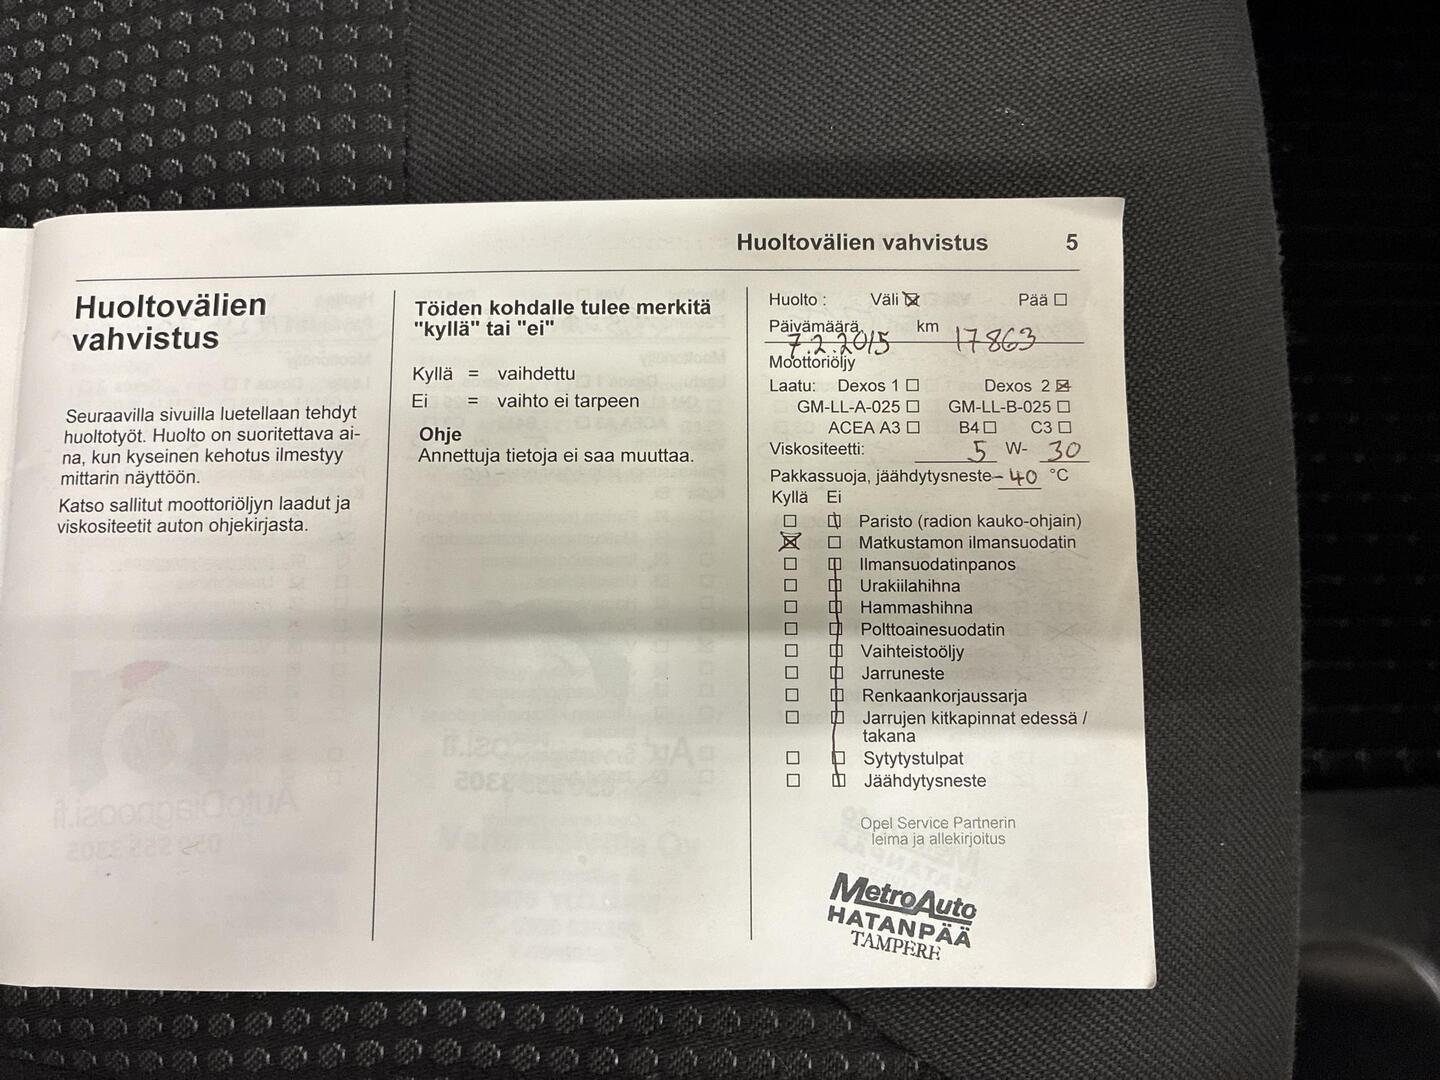 Huoltovälien vahvistus 5
Huoltovälien
vahvistus
Seuraavilla sivuilla luetellaan tehdyt
huoltotyöt. Huolto on suoritettava ai-
na, kun kyseinen kehotus ilmestyy
mittarin näyttöön.
Katso sallitut moottoriöljyn laadut ja
viskositeetit auton ohjekirjasta.
Töiden kohdalle tulee merkitä
"kyllä" tai "ei"
Kyllä = vaihdettu
Ei = vaihto ei tarpeen
Ohje
Annettuja tietoja ei saa muuttaa.
Huolto : Väli ☒ Pää ☐
Päivämäärä km
7.2.2015 17863
Moottoriöljy
Laatu: Dexos 1 ☐ Dexos 2 ☒
GM-LL-A-025 ☐ GM-LL-B-025 ☐
ACEA A3 ☐ B4 ☐ C3 ☐
Viskositeetti: 5 W- 30
Pakkassuoja, jäähdytysneste -40 °C
Kyllä Ei
Paristo (radion kauko-ohjain)
Matkustamon ilmansuodatin
Ilmansuodatinpanos
Urakiilahihna
Hammashihna
Polttoainesuodatin
Vaihteistoöljy
Jarruneste
Renkaankorjaussarja
Jarrujen kitkapinnat edessä /
takana
Sytytystulpat
Jäähdytysneste
Opel Service Partnerin
leima ja allekirjoitus
MetroAuto
HATANPÄÄ
TAMPERE